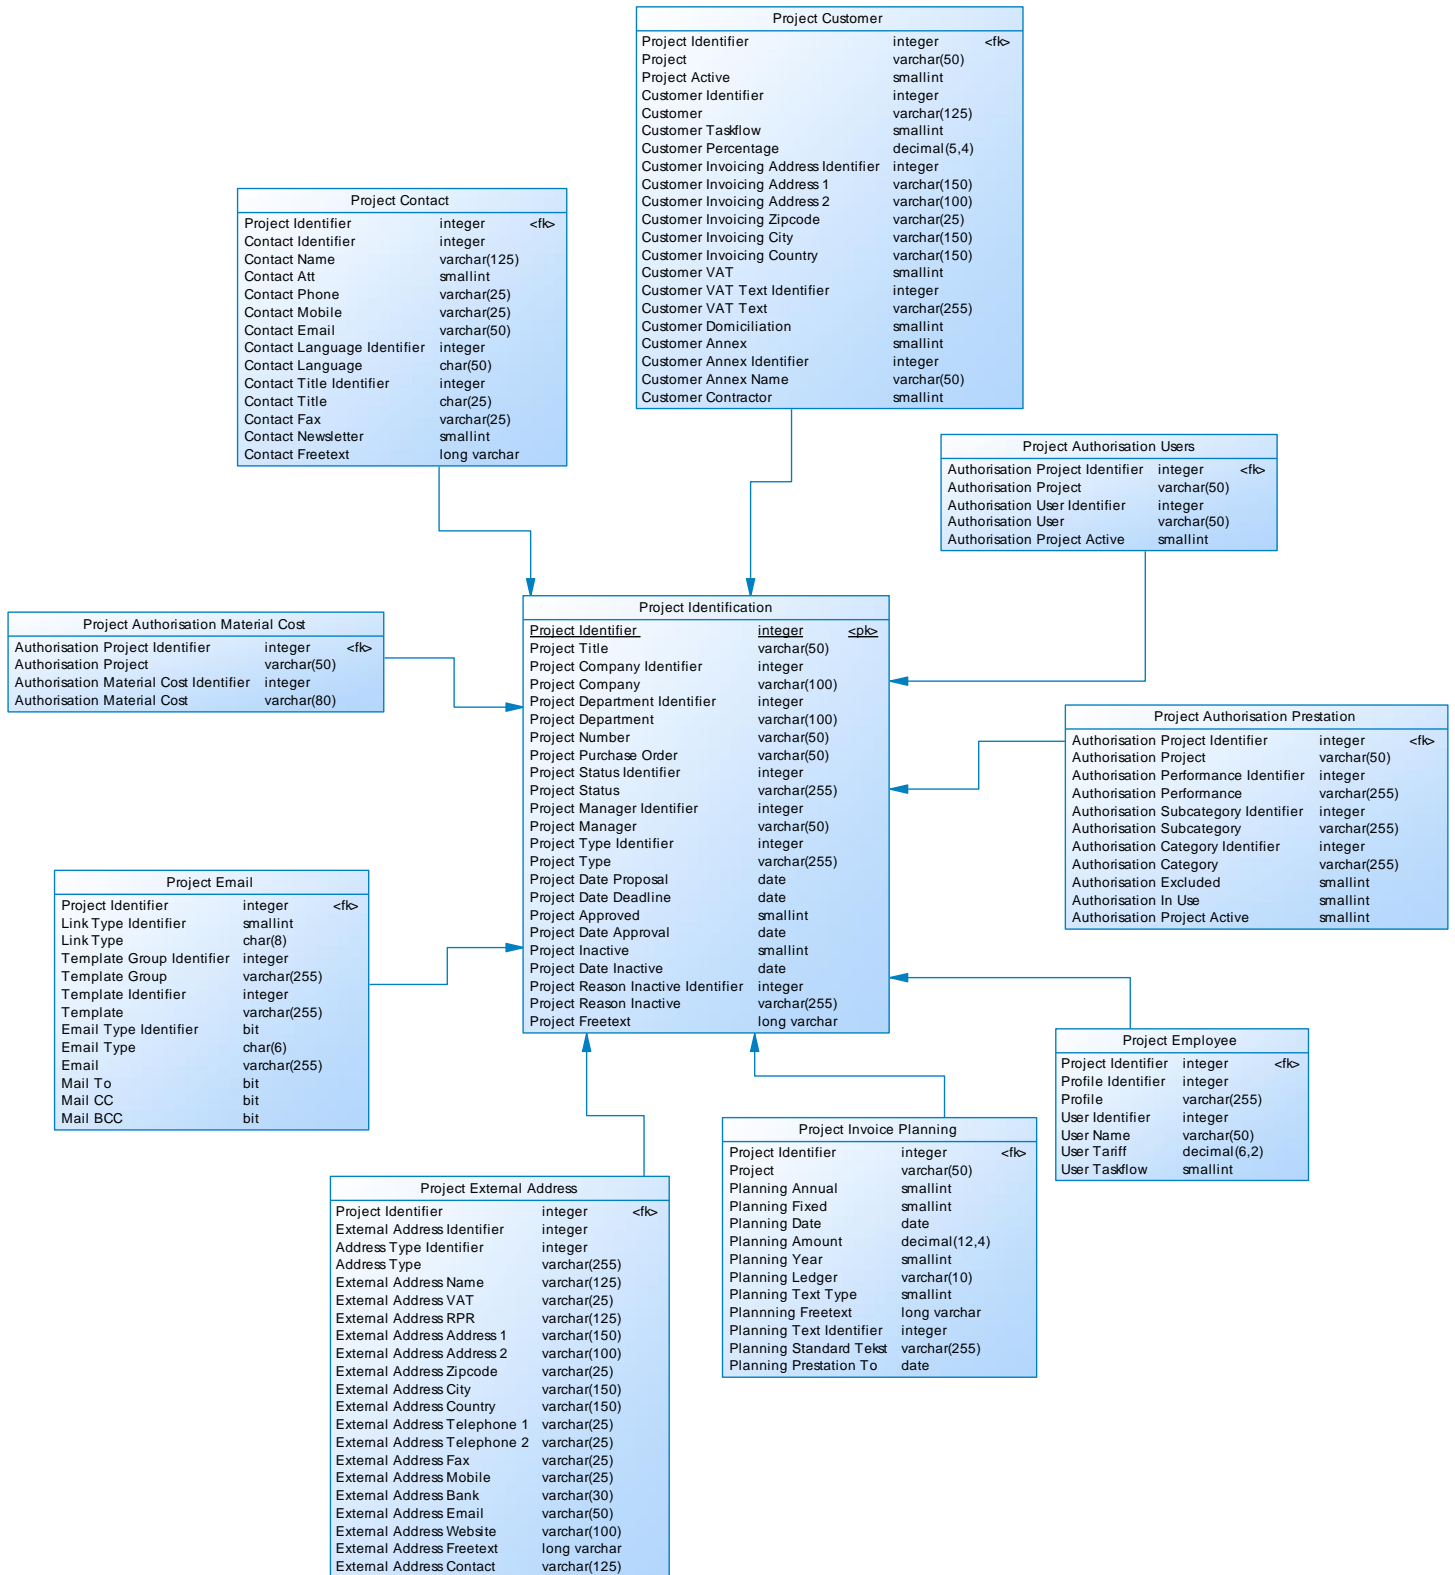 Project Customer
Project Identifier integer <fk>
Project varchar(50)
Project Active smallint
Customer Identifier integer
Customer varchar(125)
Customer Taskflow smallint
Customer Percentage decimal(5,4)
Customer Invoicing Address Identifier integer
Customer Invoicing Address 1 varchar(150)
Customer Invoicing Address 2 varchar(100)
Customer Invoicing Zipcode varchar(25)
Customer Invoicing City varchar(150)
Customer Invoicing Country varchar(150)
Customer VAT smallint
Customer VAT Text Identifier integer
Customer VAT Text varchar(255)
Customer Domiciliation smallint
Customer Annex smallint
Customer Annex Identifier integer
Customer Annex Name varchar(50)
Customer Contractor smallint
Project Contact
Project Identifier integer <fk>
Contact Identifier integer
Contact Name varchar(125)
Contact Att smallint
Contact Phone varchar(25)
Contact Mobile varchar(25)
Contact Email varchar(50)
Contact Language Identifier integer
Contact Language char(50)
Contact Title Identifier integer
Contact Title char(25)
Contact Fax varchar(25)
Contact Newsletter smallint
Contact Freetext long varchar
Project Authorisation Users
Authorisation Project Identifier integer <fk>
Authorisation Project varchar(50)
Authorisation User Identifier integer
Authorisation User varchar(50)
Authorisation Project Active smallint
Project Authorisation Material Cost
Authorisation Project Identifier integer <fk>
Authorisation Project varchar(50)
Authorisation Material Cost Identifier integer
Authorisation Material Cost varchar(80)
Project Identification
Project Identifier integer <pk>
Project Title varchar(50)
Project Company Identifier integer
Project Company varchar(100)
Project Department Identifier integer
Project Department varchar(100)
Project Number varchar(50)
Project Purchase Order varchar(50)
Project Status Identifier integer
Project Status varchar(255)
Project Manager Identifier integer
Project Manager varchar(50)
Project Type Identifier integer
Project Type varchar(255)
Project Date Proposal date
Project Date Deadline date
Project Approved smallint
Project Date Approval date
Project Inactive smallint
Project Date Inactive date
Project Reason Inactive Identifier integer
Project Reason Inactive varchar(255)
Project Freetext long varchar
Project Authorisation Prestation
Authorisation Project Identifier integer <fk>
Authorisation Project varchar(50)
Authorisation Performance Identifier integer
Authorisation Performance varchar(255)
Authorisation Subcategory Identifier integer
Authorisation Subcategory varchar(255)
Authorisation Category Identifier integer
Authorisation Category varchar(255)
Authorisation Excluded smallint
Authorisation In Use smallint
Authorisation Project Active smallint
Project Email
Project Identifier integer <fk>
Link Type Identifier smallint
Link Type char(8)
Template Group Identifier integer
Template Group varchar(255)
Template Identifier integer
Template varchar(255)
Email Type Identifier bit
Email Type char(6)
Email varchar(255)
Mail To bit
Mail CC bit
Mail BCC bit
Project Employee
Project Identifier integer <fk>
Profile Identifier integer
Profile varchar(255)
User Identifier integer
User Name varchar(50)
User Tariff decimal(6,2)
User Taskflow smallint
Project Invoice Planning
Project Identifier integer <fk>
Project varchar(50)
Planning Annual smallint
Planning Fixed smallint
Planning Date date
Planning Amount decimal(12,4)
Planning Year smallint
Planning Ledger varchar(10)
Planning Text Type smallint
Plannning Freetext long varchar
Planning Text Identifier integer
Planning Standard Tekst varchar(255)
Planning Prestation To date
Project External Address
Project Identifier integer <fk>
External Address Identifier integer
Address Type Identifier integer
Address Type varchar(255)
External Address Name varchar(125)
External Address VAT varchar(25)
External Address RPR varchar(125)
External Address Address 1 varchar(150)
External Address Address 2 varchar(100)
External Address Zipcode varchar(25)
External Address City varchar(150)
External Address Country varchar(150)
External Address Telephone 1 varchar(25)
External Address Telephone 2 varchar(25)
External Address Fax varchar(25)
External Address Mobile varchar(25)
External Address Bank varchar(30)
External Address Email varchar(50)
External Address Website varchar(100)
External Address Freetext long varchar
External Address Contact varchar(125)